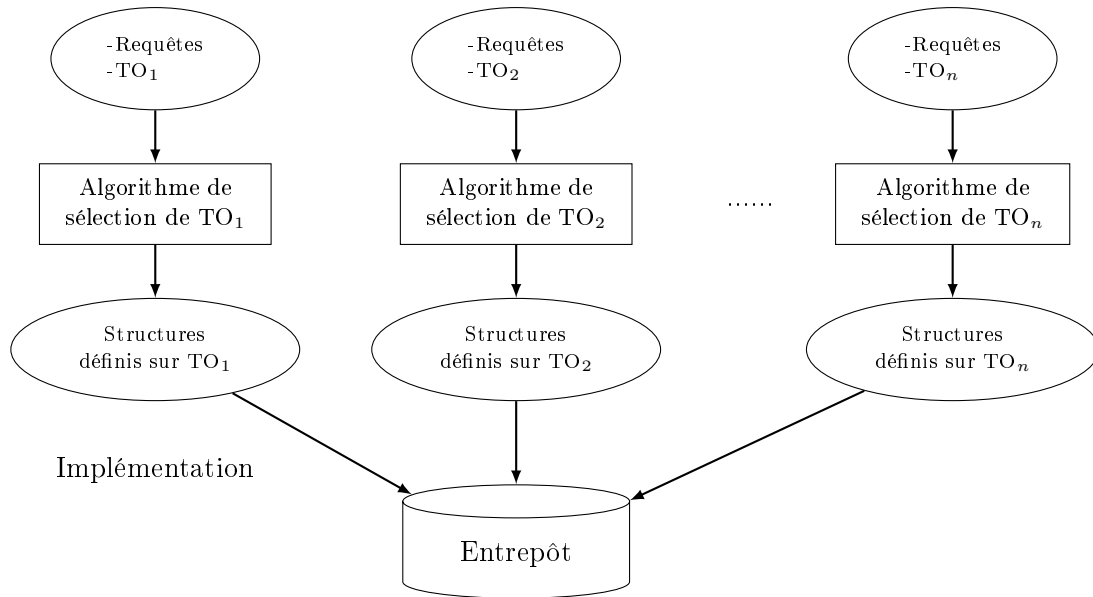 -Requêtes
-TO₁
-Requêtes
-TO₂
-Requêtes
-TOₙ
Algorithme de
sélection de TO₁
Algorithme de
sélection de TO₂
......
Algorithme de
sélection de TOₙ
Structures
définis sur TO₁
Structures
définis sur TO₂
Structures
définis sur TOₙ
Implémentation
Entrepôt